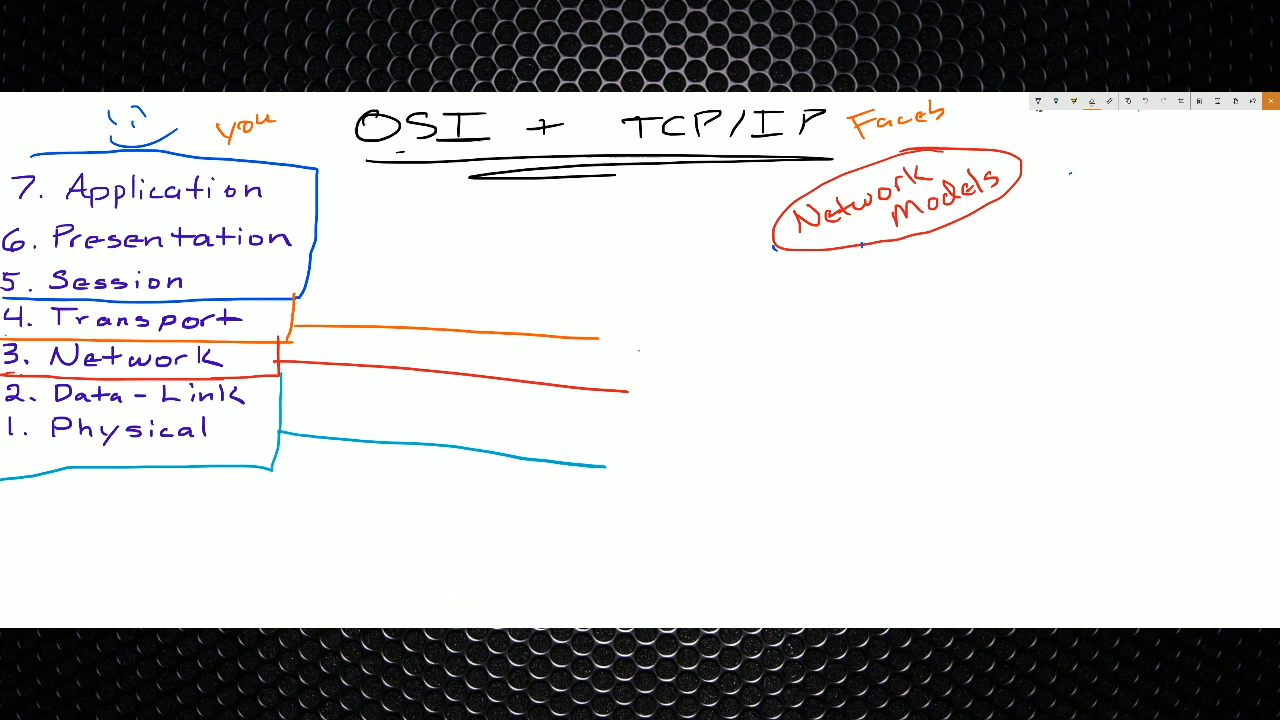 you
OSI + TCP/IP
Faceb
Network
Models
7. Application
6. Presentation
5. Session
4. Transport
3. Network
2. Data-Link
1. Physical